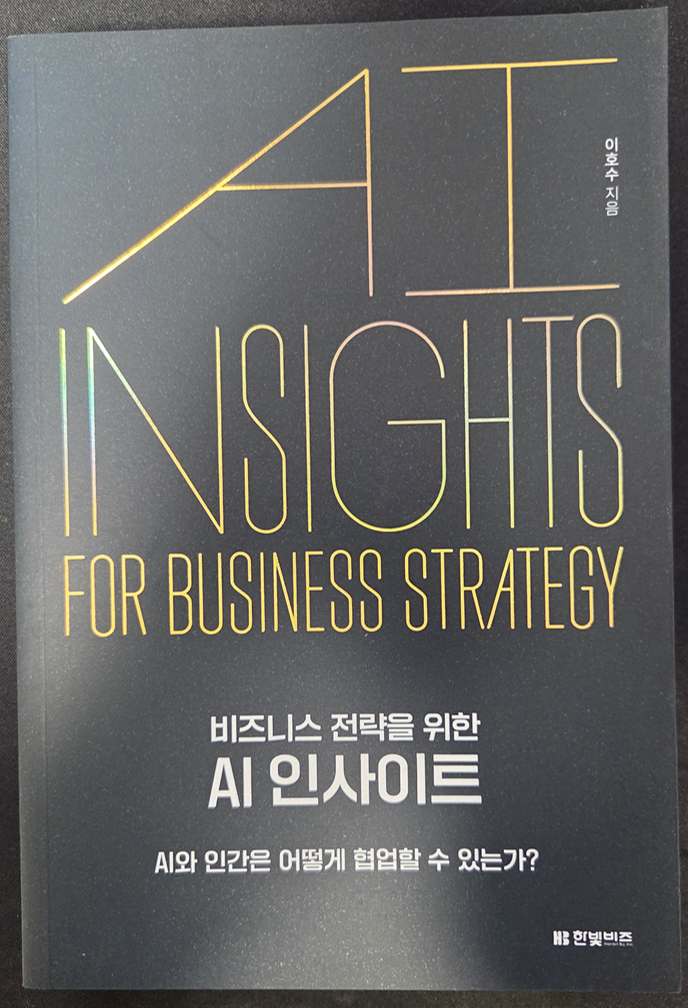 AI
이호수 지음
INSIGHTS
FOR BUSINESS STRATEGY
비즈니스 전략을 위한
AI 인사이트
AI와 인간은 어떻게 협업할 수 있는가?
HB 한빛비즈